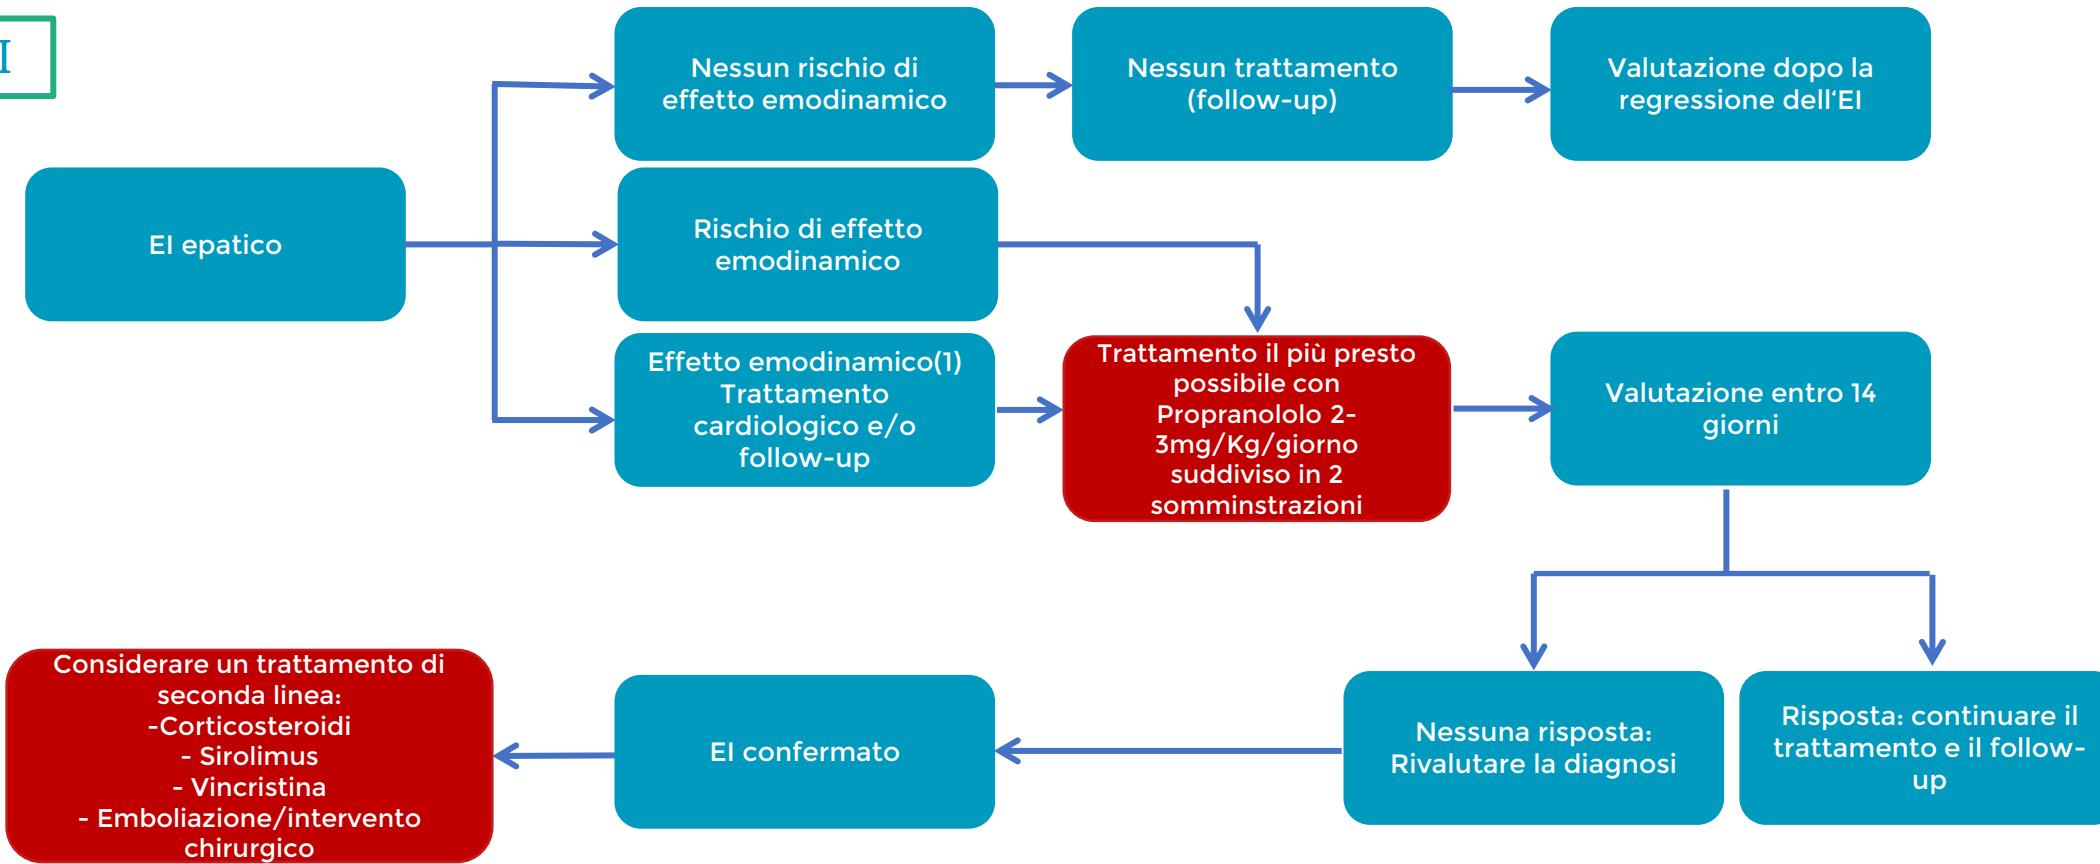 I
Nessun rischio di
effetto emodinamico
Nessun trattamento
(follow-up)
Valutazione dopo la
regressione dell‘EI
EI epatico
Rischio di effetto
emodinamico
Effetto emodinamico(1)
Trattamento
cardiologico e/o
follow-up
Trattamento il più presto
possibile con
Propranololo 2-
3mg/Kg/giorno
suddiviso in 2
somminstrazioni
Valutazione entro 14
giorni
Considerare un trattamento di
seconda linea:
-Corticosteroidi
- Sirolimus
- Vincristina
- Emboliazione/intervento
chirurgico
EI confermato
Nessuna risposta:
Rivalutare la diagnosi
Risposta: continuare il
trattamento e il follow-
up